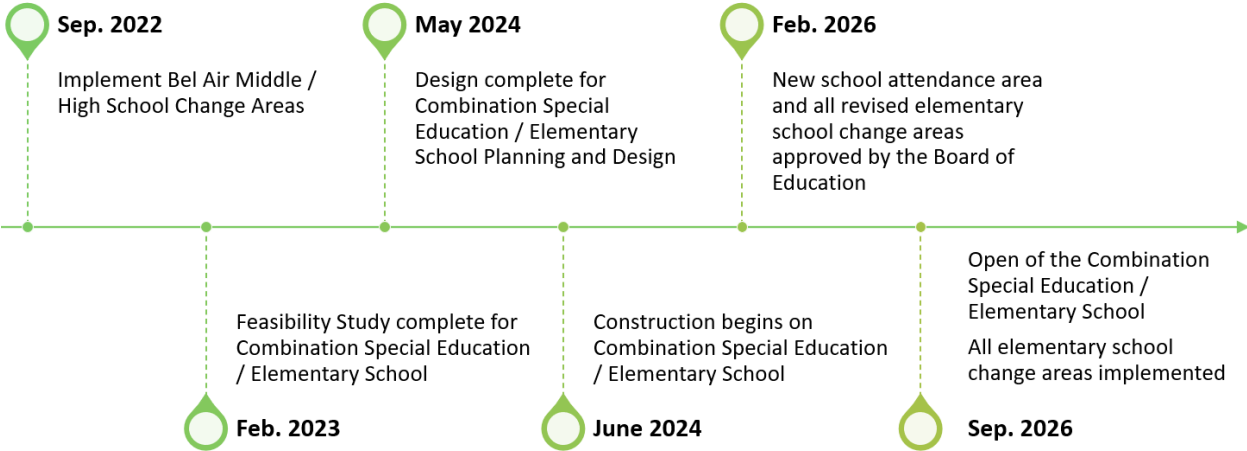 Sep. 2022
Implement Bel Air Middle /
High School Change Areas
May 2024
Design complete for
Combination Special
Education / Elementary
School Planning and Design
Feb. 2026
New school attendance area
and all revised elementary
school change areas
approved by the Board of
Education
Feasibility Study complete for
Combination Special Education
/ Elementary School
Feb. 2023
Construction begins on
Combination Special Education
/ Elementary School
June 2024
Open of the Combination
Special Education /
Elementary School
All elementary school
change areas implemented
Sep. 2026